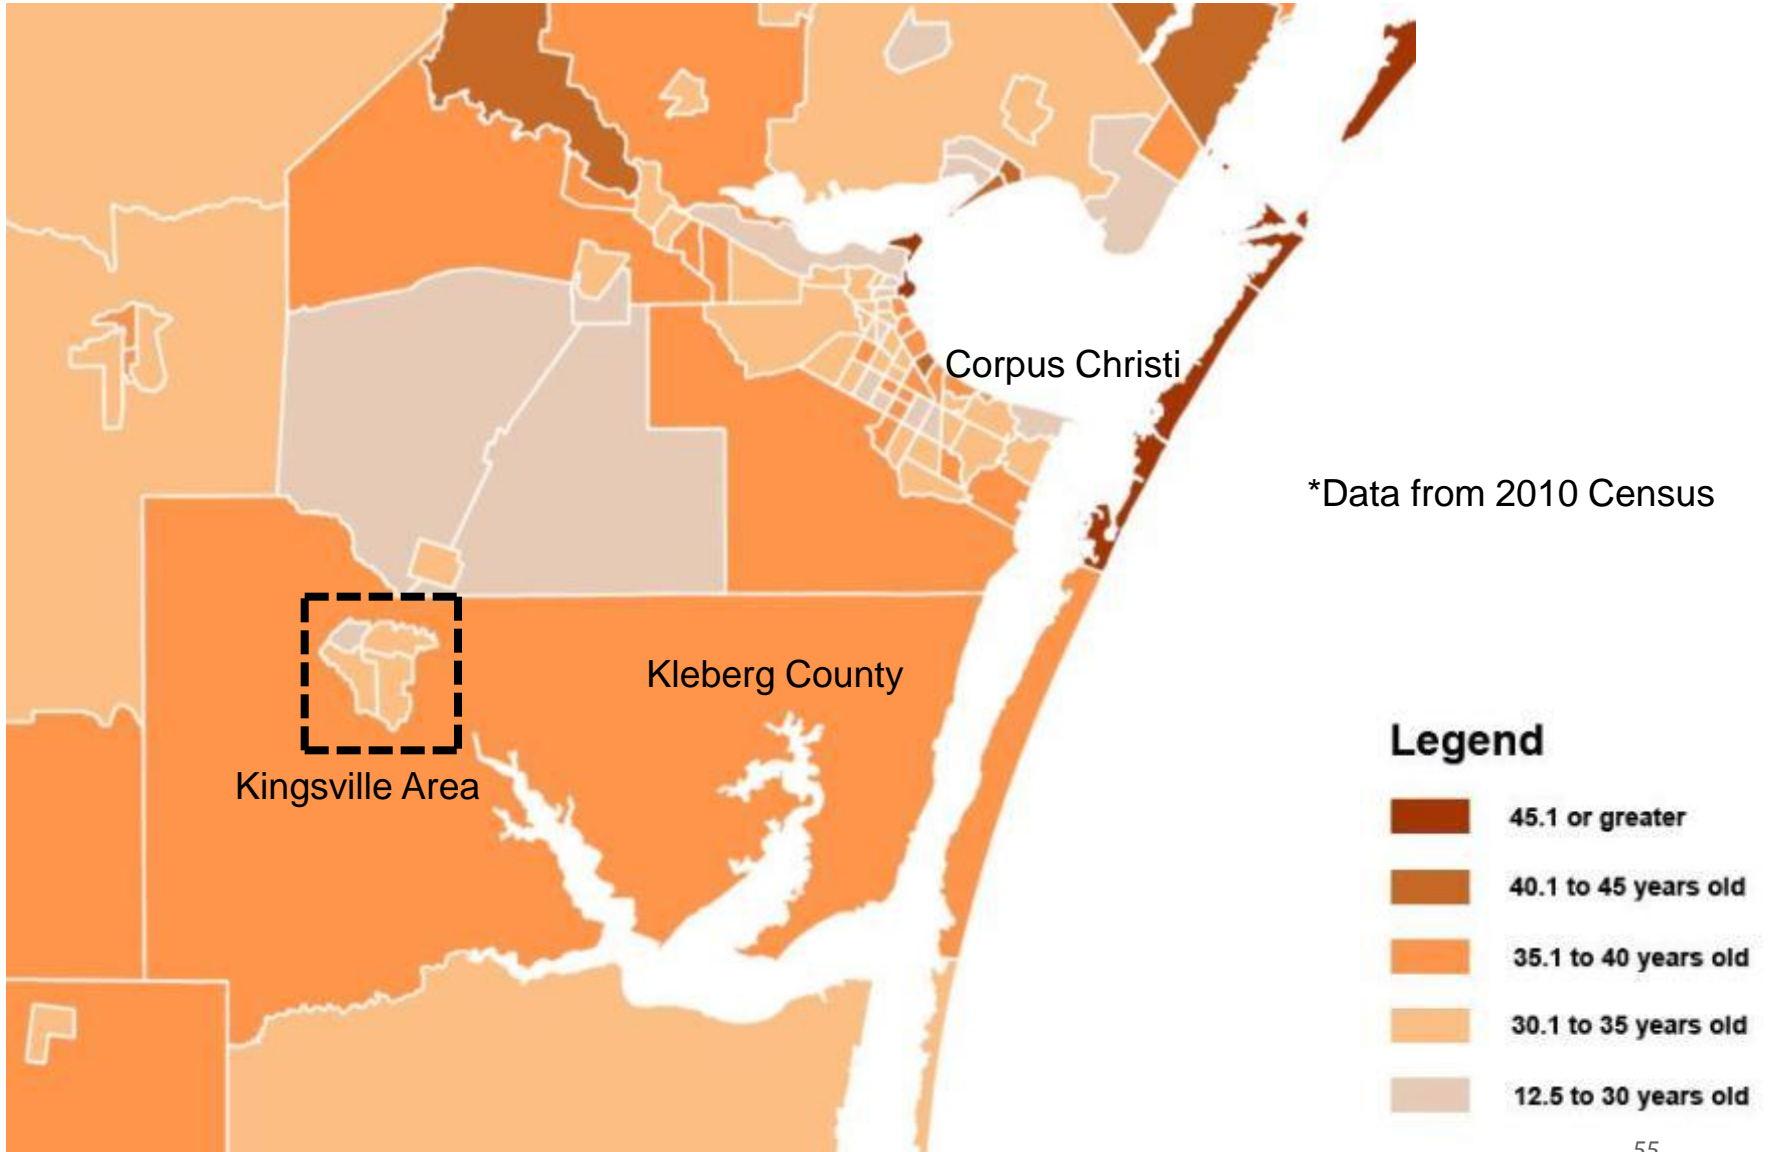 Corpus Christi
*Data from 2010 Census
Kleberg County
Kingsville Area
Legend
45.1 or greater
40.1 to 45 years old
35.1 to 40 years old
30.1 to 35 years old
12.5 to 30 years old
55